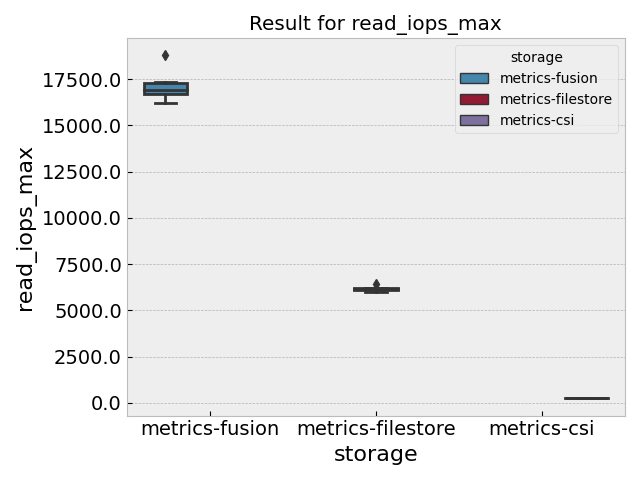 Result for read_iops_max
storage
metrics-fusion
metrics-filestore
metrics-csi
17500.0
15000.0
12500.0
10000.0
7500.0
5000.0
2500.0
0.0
read_iops_max
metrics-fusion metrics-filestore metrics-csi
storage